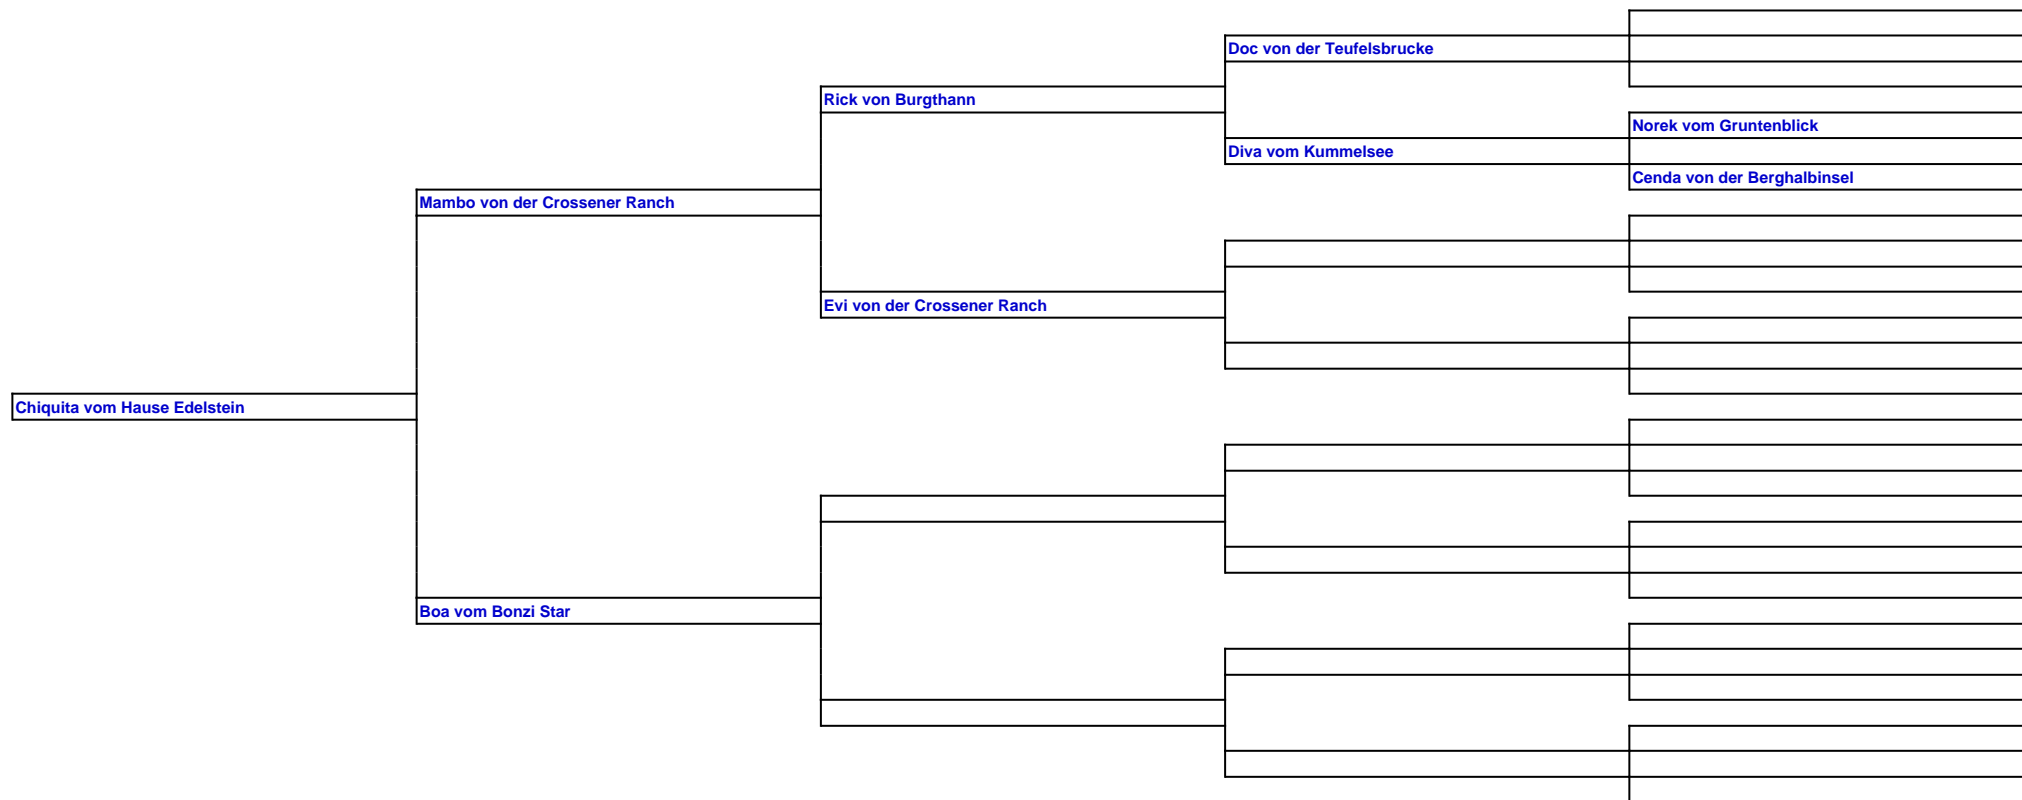 Doc von der Teufelsbrucke
Rick von Burgthann
Norek vom Gruntenblick
Diva vom Kummelsee
Cenda von der Berghalbinsel
Mambo von der Crossener Ranch
Evi von der Crossener Ranch
Chiquita vom Hause Edelstein
Boa vom Bonzi Star